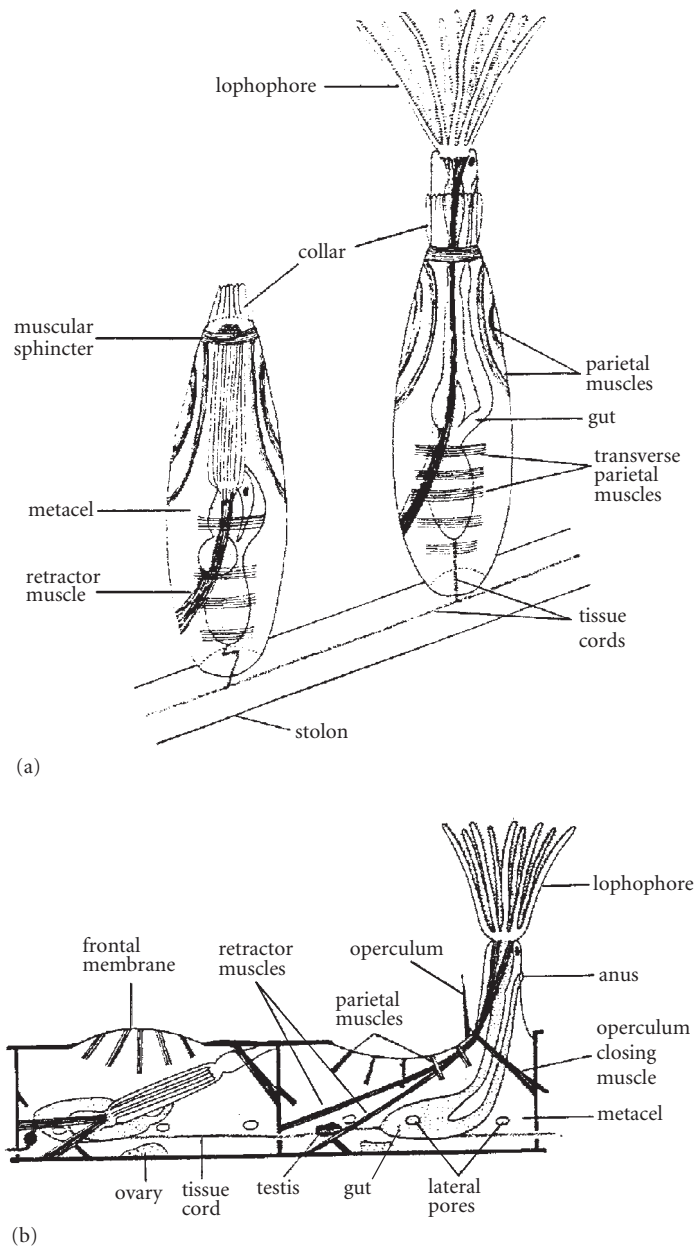 lophophore
collar
muscular
sphincter
parietal
muscles
gut
transverse
parietal
muscles
metacel
retractor
muscle
tissue
cords
stolon
(a)
lophophore
frontal
membrane
retractor
muscles
operculum
anus
parietal
muscles
operculum
closing
muscle
metacel
ovary
tissue
cord
testis
gut
lateral
pores
(b)